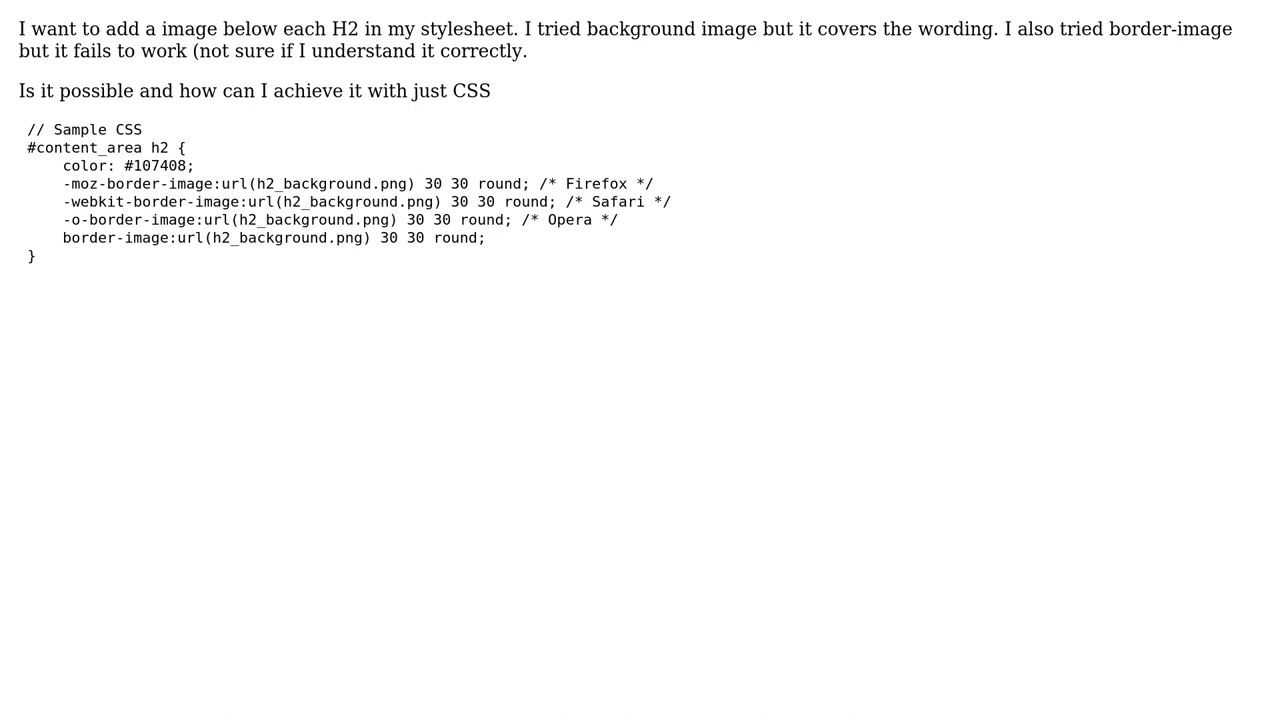 I want to add a image below each H2 in my stylesheet. I tried background image but it covers the wording. I also tried border-image
but it fails to work (not sure if I understand it correctly.
Is it possible and how can I achieve it with just CSS
// Sample CSS
#content_area h2 {
    color: #107408;
    -moz-border-image:url(h2_background.png) 30 30 round; /* Firefox */
    -webkit-border-image:url(h2_background.png) 30 30 round; /* Safari */
    -o-border-image:url(h2_background.png) 30 30 round; /* Opera */
    border-image:url(h2_background.png) 30 30 round;
}